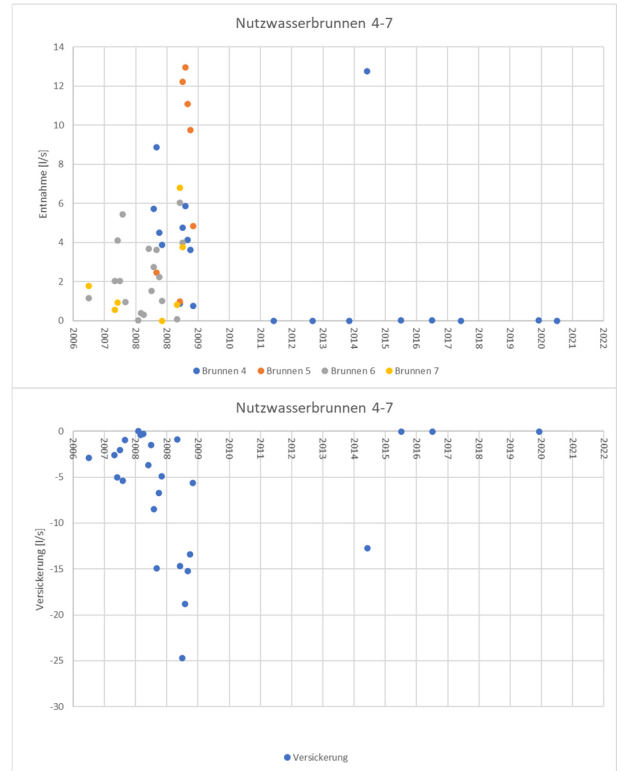 Nutzwasserbrunnen 4-7
Entnahme [l/s]
14
12
10
8
6
4
2
0
2006 2007 2008 2008 2009 2010 2011 2012 2013 2014 2015 2016 2017 2018 2019 2020 2021 2022
Brunnen 4 Brunnen 5 Brunnen 6 Brunnen 7
Nutzwasserbrunnen 4-7
Versickerung [l/s]
0
2006 2007 2008 2008 2009 2010 2011 2012 2013 2014 2015 2016 2017 2018 2019 2020 2021 2022
-5
-10
-15
-20
-25
-30
Versickerung